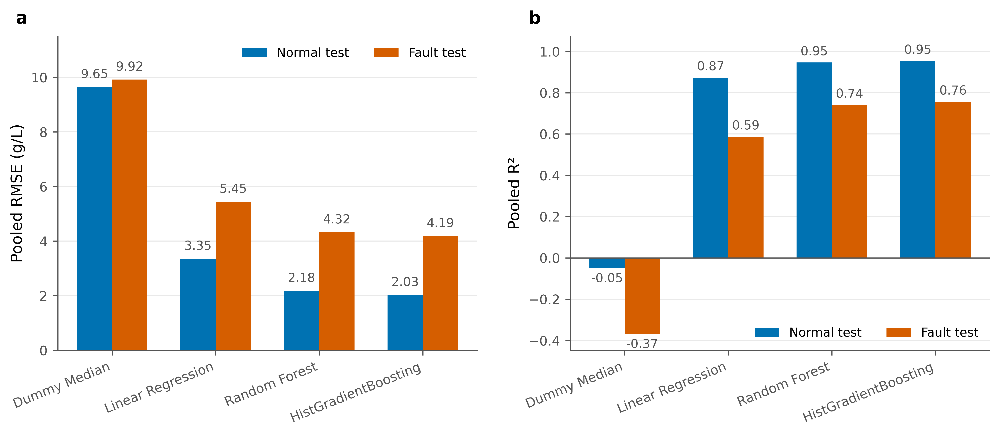 a
Normal test
Fault test
9.65
9.92
3.35
5.45
2.18
4.32
2.03
4.19
10
8
6
4
2
0
Pooled RMSE (g/L)
Dummy Median
Linear Regression
Random Forest
HistGradientBoosting
b
1.0
0.8
0.6
0.4
0.2
0.0
−0.2
−0.4
Pooled R²
-0.05
-0.37
0.87
0.59
0.95
0.74
0.95
0.76
Normal test
Fault test
Dummy Median
Linear Regression
Random Forest
HistGradientBoosting